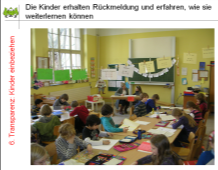 Die Kinder erhalten Rückmeldung und erfahren, wie sie
weiterlernen können
6. Transparenz: Kinder einbeziehen